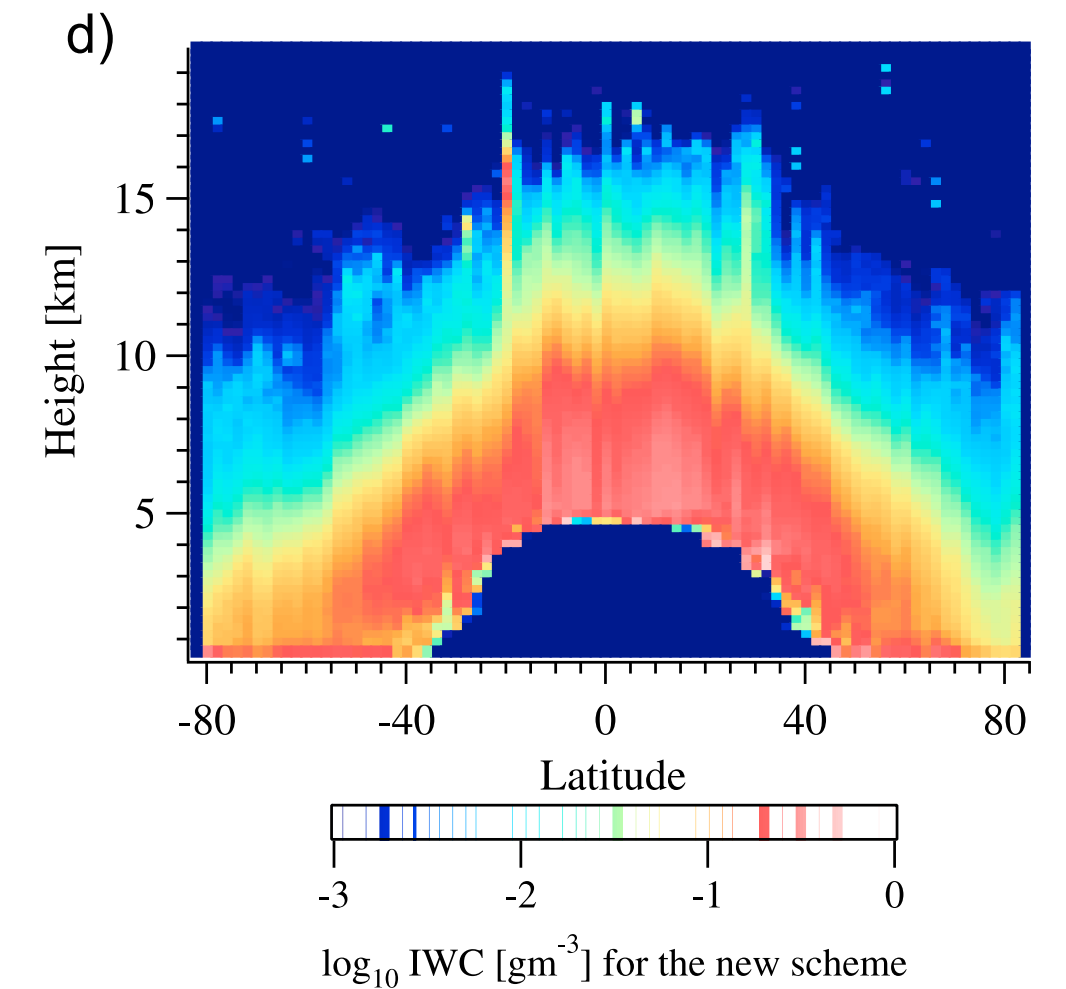 d)
Height [km]
15
10
5
-80 -40 0 40 80
Latitude
-3 -2 -1 0
log10 IWC [gm-3] for the new scheme